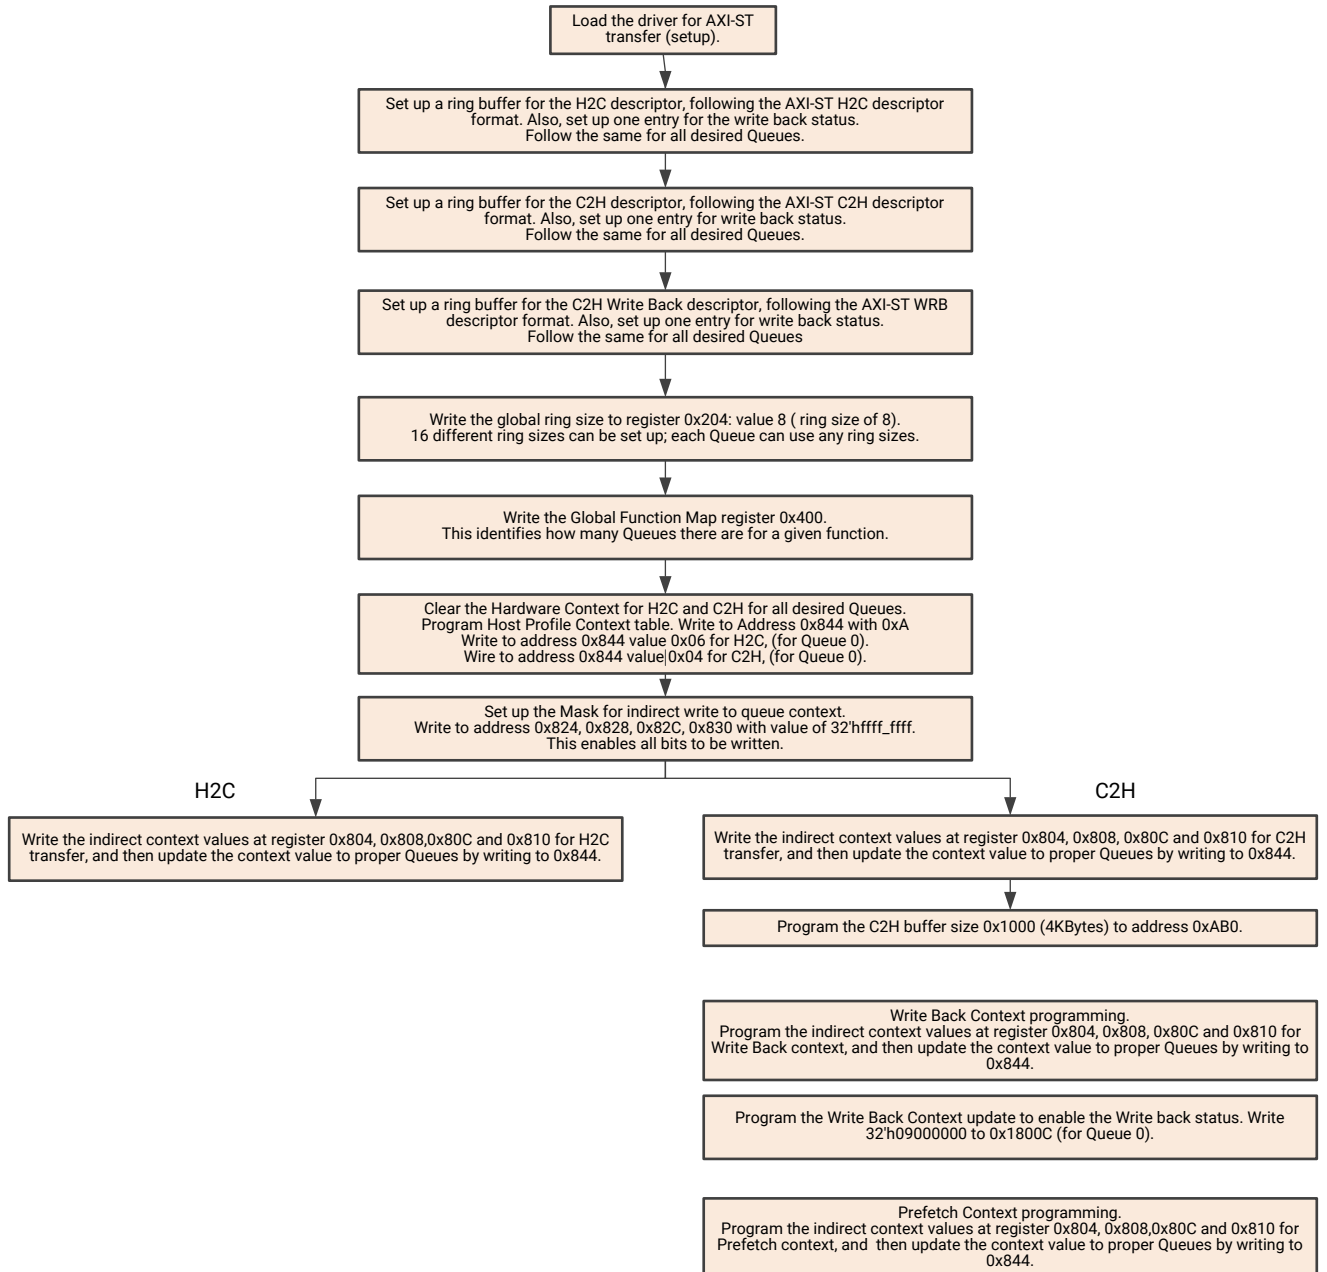 Load the driver for AXI-ST
transfer (setup).
Set up a ring buffer for the H2C descriptor, following the AXI-ST H2C descriptor
format. Also, set up one entry for the write back status.
Follow the same for all desired Queues.
Set up a ring buffer for the C2H descriptor, following the AXI-ST C2H descriptor
format. Also, set up one entry for write back status.
Follow the same for all desired Queues.
Set up a ring buffer for the C2H Write Back descriptor, following the AXI-ST WRB
descriptor format. Also, set up one entry for write back status.
Follow the same for all desired Queues
Write the global ring size to register 0x204: value 8 ( ring size of 8).
16 different ring sizes can be set up; each Queue can use any ring sizes.
Write the Global Function Map register 0x400.
This identifies how many Queues there are for a given function.
Clear the Hardware Context for H2C and C2H for all desired Queues.
Program Host Profile Context table. Write to Address 0x844 with 0xA
Write to address 0x844 value 0x06 for H2C, (for Queue 0).
Wire to address 0x844 value 0x04 for C2H, (for Queue 0).
Set up the Mask for indirect write to queue context.
Write to address 0x824, 0x828, 0x82C, 0x830 with value of 32'hffff_ffff.
This enables all bits to be written.
H2C
Write the indirect context values at register 0x804, 0x808,0x80C and 0x810 for H2C
transfer, and then update the context value to proper Queues by writing to 0x844.
C2H
Write the indirect context values at register 0x804, 0x808, 0x80C and 0x810 for C2H
transfer, and then update the context value to proper Queues by writing to 0x844.
Program the C2H buffer size 0x1000 (4KBytes) to address 0xAB0.
Write Back Context programming.
Program the indirect context values at register 0x804, 0x808, 0x80C and 0x810 for
Write Back context, and then update the context value to proper Queues by writing to
0x844.
Program the Write Back Context update to enable the Write back status. Write
32'h09000000 to 0x1800C (for Queue 0).
Prefetch Context programming.
Program the indirect context values at register 0x804, 0x808,0x80C and 0x810 for
Prefetch context, and then update the context value to proper Queues by writing to
0x844.